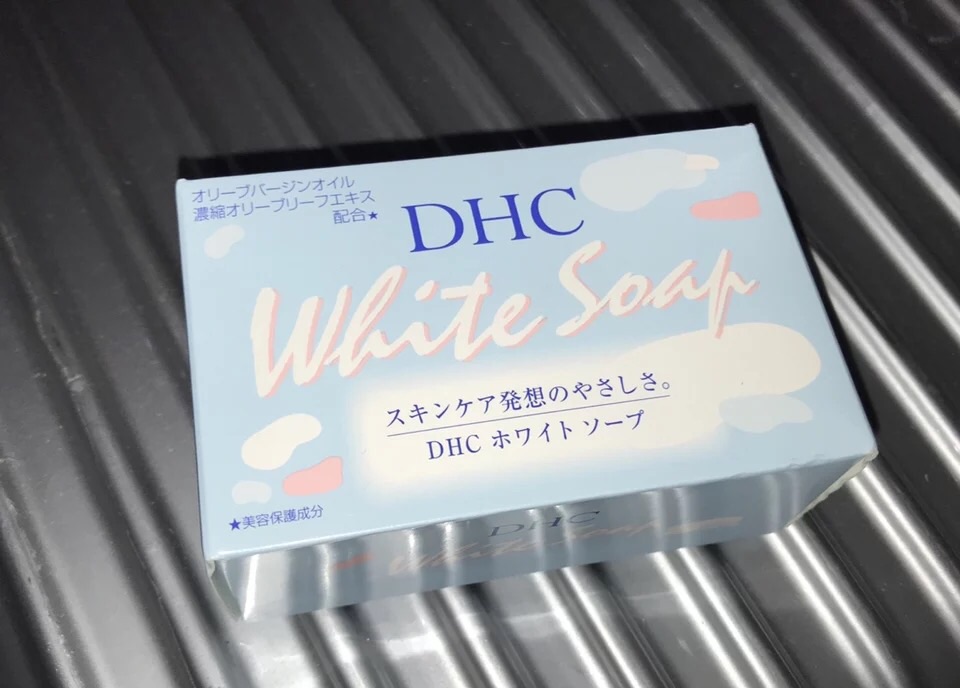 オリーブバージンオイル
濃縮オリーブリーフエキス
配合★
DHC
White Soap
スキンケア発想のやさしさ。
DHC ホワイト ソープ
★美容保護成分
DHC
White Soap